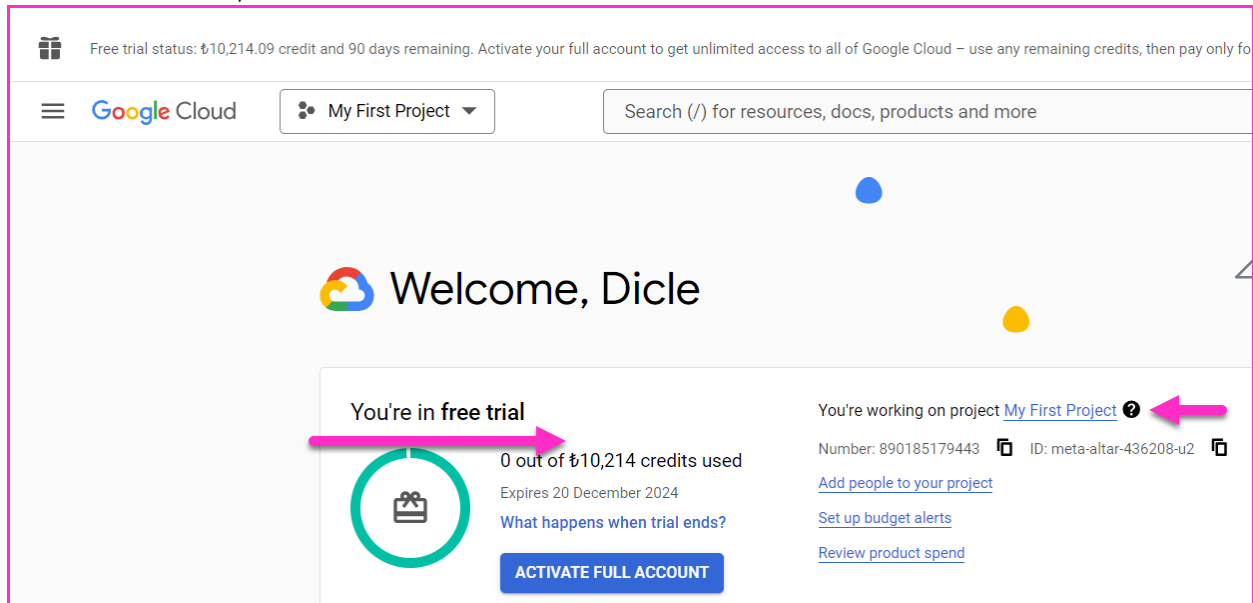 Free trial status: ₺10,214.09 credit and 90 days remaining. Activate your full account to get unlimited access to all of Google Cloud – use any remaining credits, then pay only fo
Google Cloud
My First Project
Search (/) for resources, docs, products and more
Welcome, Dicle
You're in free trial
0 out of ₺10,214 credits used
Expires 20 December 2024
What happens when trial ends?
ACTIVATE FULL ACCOUNT
You're working on project My First Project ?
Number: 890185179443 ID: meta-altar-436208-u2
Add people to your project
Set up budget alerts
Review product spend